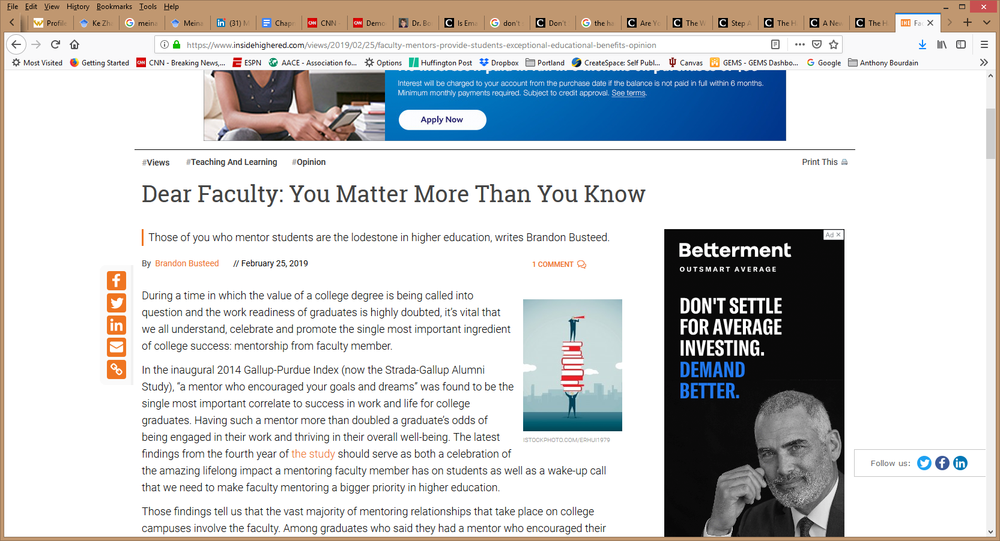 File Edit View History Bookmarks Tools Help
Profile Ke Zh meina Meina (31) M Chap CNN - Demo Dr. Bo Is Ema don't Don't the ha Are Yo The W Step A The H A New The H Fac
https://www.insidehighered.com/views/2019/02/25/faculty-mentors-provide-students-exceptional-educational-benefits-opinion
Most Visited Getting Started CNN - Breaking News,... ESPN AACE - Association fo... Options Huffington Post Dropbox Portland CreateSpace: Self Publ... Canvas GEMS - GEMS Dashbo... Google Anthony Bourdain
Interest will be charged to your account from the purchase date if the balance is not paid in full within 6 months.
Minimum monthly payments required. Subject to credit approval. See terms.
Apply Now
#Views #Teaching And Learning #Opinion Print This
Dear Faculty: You Matter More Than You Know
Those of you who mentor students are the lodestone in higher education, writes Brandon Busteed.
By Brandon Busteed // February 25, 2019 1 COMMENT
During a time in which the value of a college degree is being called into
question and the work readiness of graduates is highly doubted, it's vital that
we all understand, celebrate and promote the single most important ingredient
of college success: mentorship from faculty member.
In the inaugural 2014 Gallup-Purdue Index (now the Strada-Gallup Alumni
Study), “a mentor who encouraged your goals and dreams” was found to be the
single most important correlate to success in work and life for college
graduates. Having such a mentor more than doubled a graduate's odds of
being engaged in their work and thriving in their overall well-being. The latest
findings from the fourth year of the study should serve as both a celebration of
the amazing lifelong impact a mentoring faculty member has on students as well as a wake-up call
that we need to make faculty mentoring a bigger priority in higher education.
Those findings tell us that the vast majority of mentoring relationships that take place on college
campuses involve the faculty. Among graduates who said they had a mentor who encouraged their
ISTOCKPHOTO.COM/ERHUI1979
Ad
Betterment
OUTSMART AVERAGE
DON'T SETTLE
FOR AVERAGE
INVESTING.
DEMAND
BETTER.
Follow us: